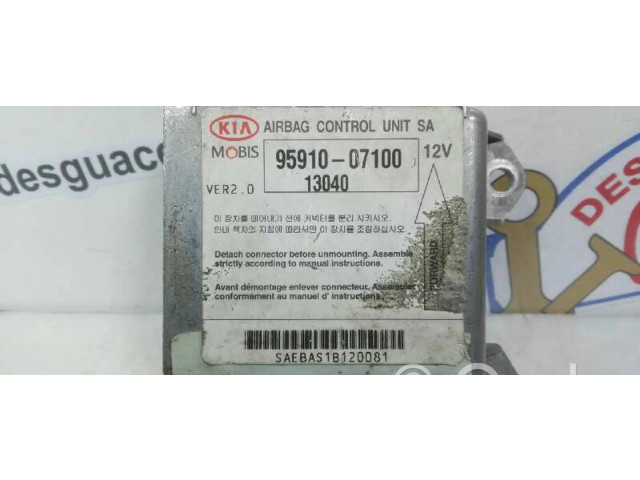 KIA AIRBAG CONTROL UNIT SA
MOBIS 95910-07100 12V
VER2.0 13040
이 장치를 떼어내기 전에 커넥터를 분리 시키시오.
안내 책자의 지침에 따라서만 이 장치를 조립하십시오.
Detach connector before unmounting. Assemble
strictly according to manual instructions.
FORWARD
Avant démontage enlever connecteur. Assembler
conformement au manuel d' instructions.
SAEBAS1B120081
desguac
DES